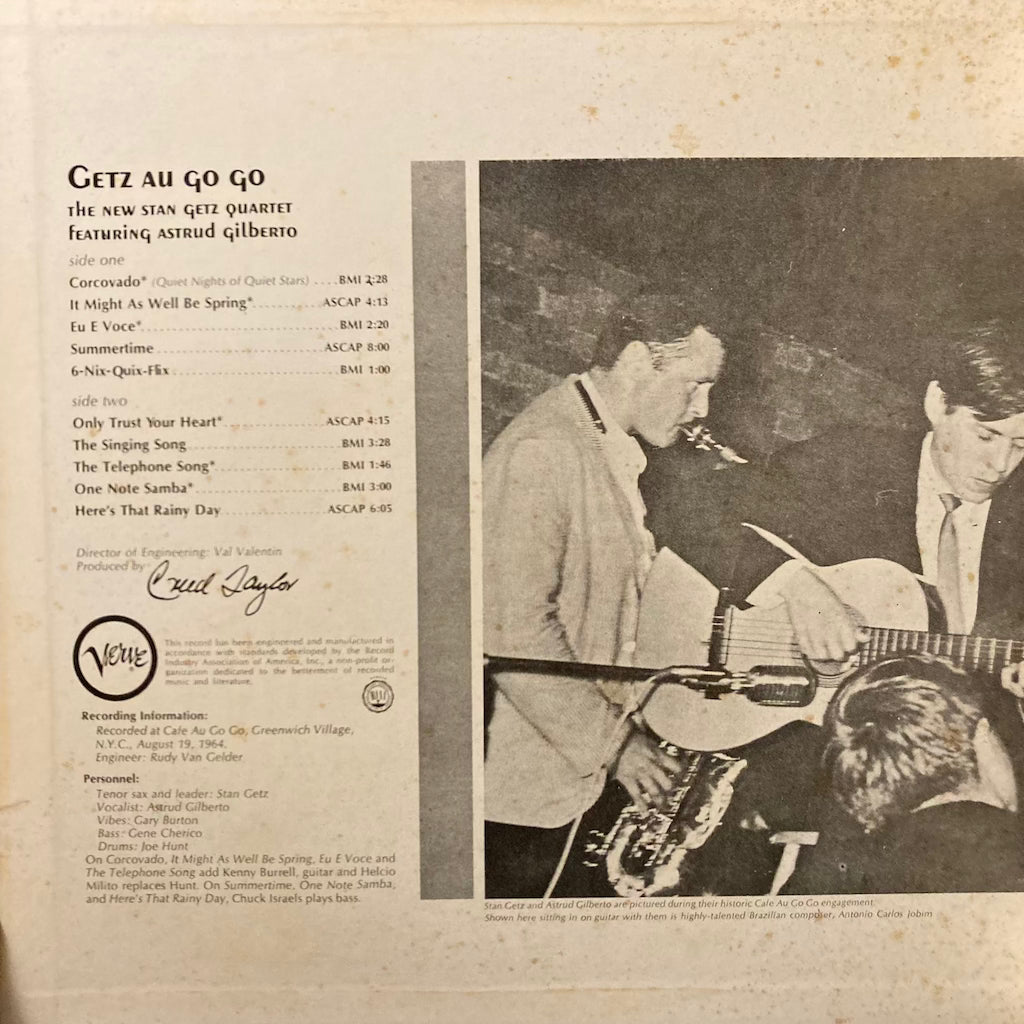 GETZ AU GO GO
THE NEW STAN GETZ QUARTET
FEATURING ASTRUD GILBERTO
side one
Corcovado* (Quiet Nights of Quiet Stars) ....BMI 2:28
It Might As Well Be Spring*..............ASCAP 4:13
Eu E Voce*..............BMI 2:20
Summertime..............ASCAP 8:00
6-Nix-Quix-Flix..............BMI 1:00
side two
Only Trust Your Heart*..............ASCAP 4:15
The Singing Song..............BMI 3:28
The Telephone Song*..............BMI 1:46
One Note Samba*..............BMI 3:00
Here's That Rainy Day..............ASCAP 6:05
Director of Engineering: Val Valentin
Produced by Creed Taylor
Verve
This record has been engineered and manufactured in
accordance with standards developed by the Record
Industry Association of America, Inc., a non-profit or-
ganization dedicated to the betterment of recorded
music and literature.
Recording Information:
Recorded at Cafe Au Go Go, Greenwich Village,
N.Y.C., August 19, 1964.
Engineer: Rudy Van Gelder
Personnel:
Tenor sax and leader: Stan Getz
Vocalist: Astrud Gilberto
Vibes: Gary Burton
Bass: Gene Cherico
Drums: Joe Hunt
On Corcovado, It Might As Well Be Spring, Eu E Voce and
The Telephone Song add Kenny Burrell, guitar and Helcio
Milito replaces Hunt. On Summertime, One Note Samba,
and Here's That Rainy Day, Chuck Israels plays bass.
Stan Getz and Astrud Gilberto are pictured during their historic Cafe Au Go Go engagement.
Shown here sitting in on guitar with them is highly-talented Brazilian composer, Antonio Carlos Jobim